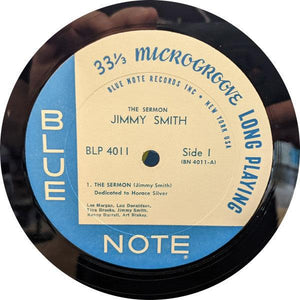 33⅓ MICROGROOVE LONG PLAYING
BLUE NOTE RECORDS INC • NEW YORK USA
THE SERMON
JIMMY SMITH
BLP 4011
Side 1
(BN 4011-A)
1. THE SERMON (Jimmy Smith)
Dedicated to Horace Silver
Lee Morgan, Lou Donaldson,
Tina Brooks, Jimmy Smith,
Kenny Burrell, Art Blakey
BLUE
NOTE